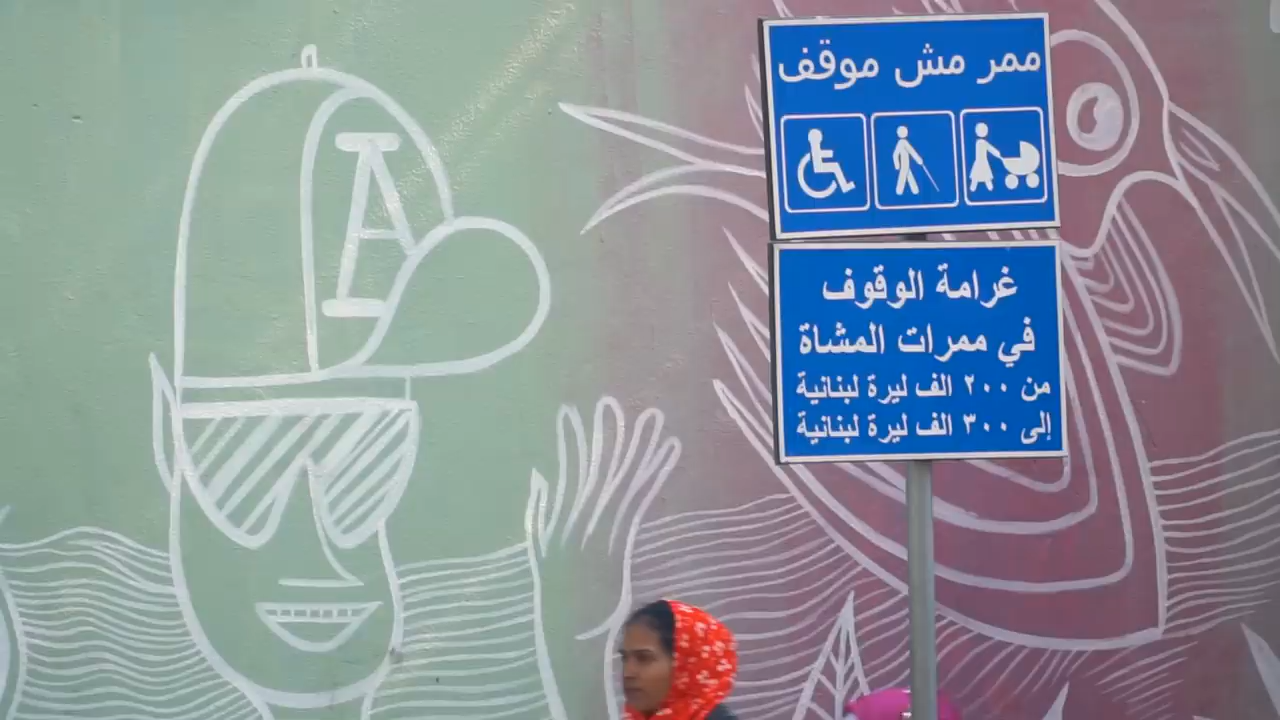 A
ممر مش موقف
غرامة الوقوف
في ممرات المشاة
من ٢٠٠ الف ليرة لبنانية
إلى ٣٠٠ الف ليرة لبنانية